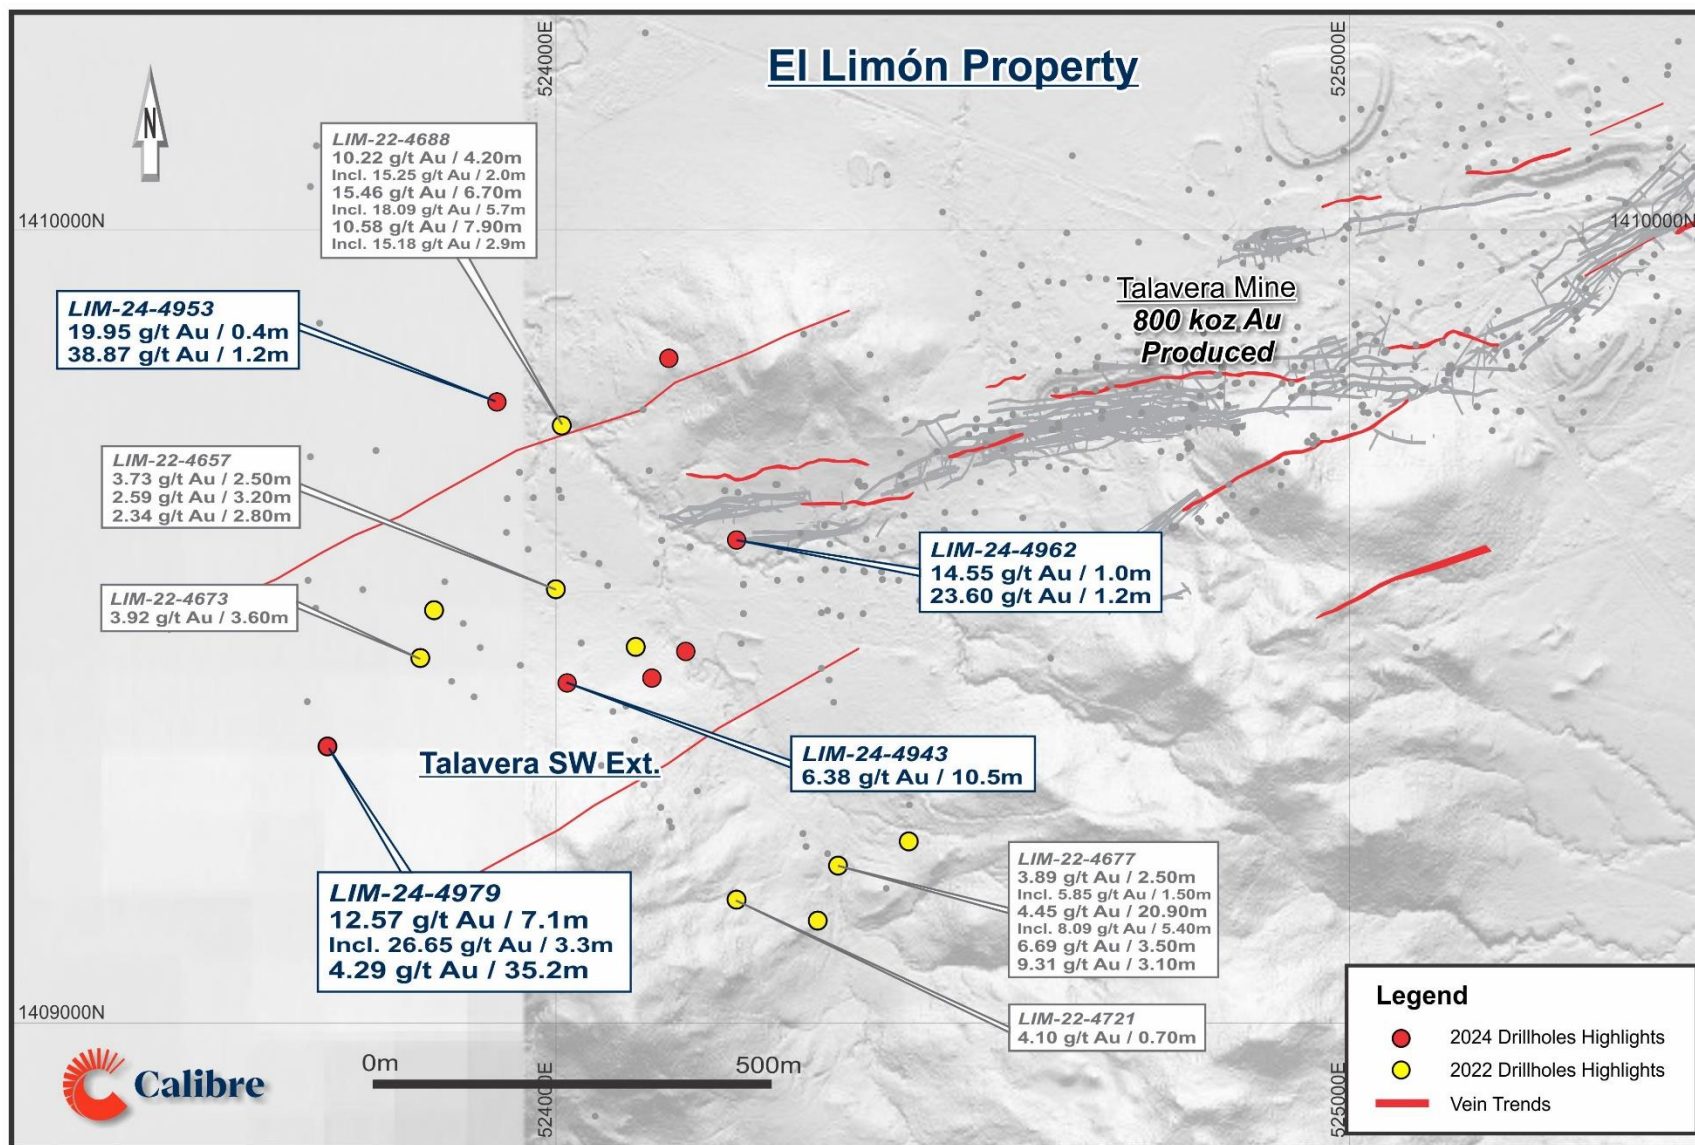 El Limón Property
524000E
525000E
N
LIM-22-4688
10.22 g/t Au / 4.20m
Incl. 15.25 g/t Au / 2.0m
15.46 g/t Au / 6.70m
Incl. 18.09 g/t Au / 5.7m
10.58 g/t Au / 7.90m
Incl. 15.18 g/t Au / 2.9m
1410000N
1410000N
LIM-24-4953
19.95 g/t Au / 0.4m
38.87 g/t Au / 1.2m
Talavera Mine
800 koz Au
Produced
LIM-22-4657
3.73 g/t Au / 2.50m
2.59 g/t Au / 3.20m
2.34 g/t Au / 2.80m
LIM-24-4962
14.55 g/t Au / 1.0m
23.60 g/t Au / 1.2m
LIM-22-4673
3.92 g/t Au / 3.60m
Talavera SW Ext.
LIM-24-4943
6.38 g/t Au / 10.5m
LIM-24-4979
12.57 g/t Au / 7.1m
Incl. 26.65 g/t Au / 3.3m
4.29 g/t Au / 35.2m
LIM-22-4677
3.89 g/t Au / 2.50m
Incl. 5.85 g/t Au / 1.50m
4.45 g/t Au / 20.90m
Incl. 8.09 g/t Au / 5.40m
6.69 g/t Au / 3.50m
9.31 g/t Au / 3.10m
LIM-22-4721
4.10 g/t Au / 0.70m
1409000N
Calibre
0m
500m
524000E
525000E
Legend
2024 Drillholes Highlights
2022 Drillholes Highlights
Vein Trends